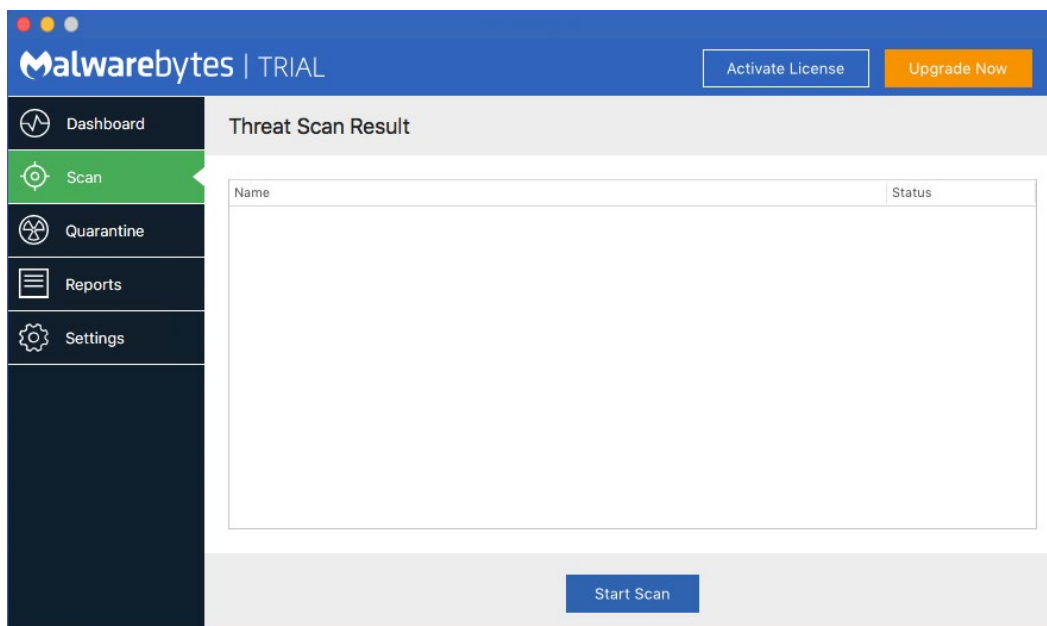 Malwarebytes | TRIAL
Activate License
Upgrade Now
Dashboard
Scan
Quarantine
Reports
Settings
Threat Scan Result
Name Status
Start Scan